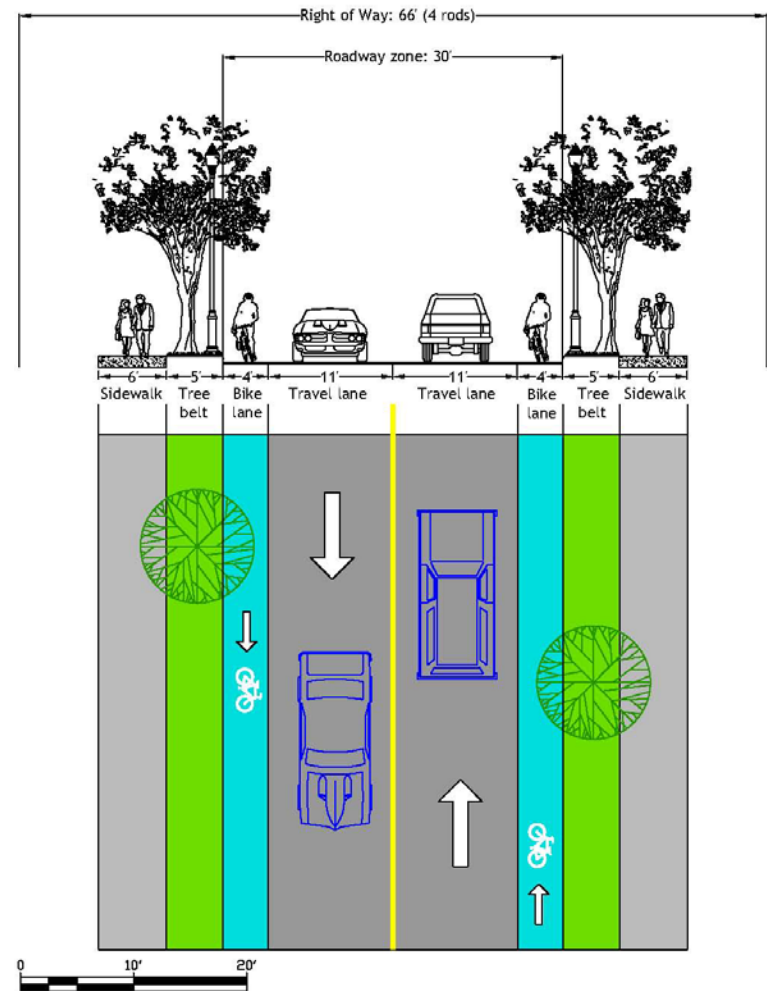 Right of Way: 66' (4 rods)
Roadway zone: 30'
6' 5' 4' 11' 11' 4' 5' 6'
Sidewalk Tree belt Bike lane Travel lane Travel lane Bike lane Tree belt Sidewalk
0 10' 20'